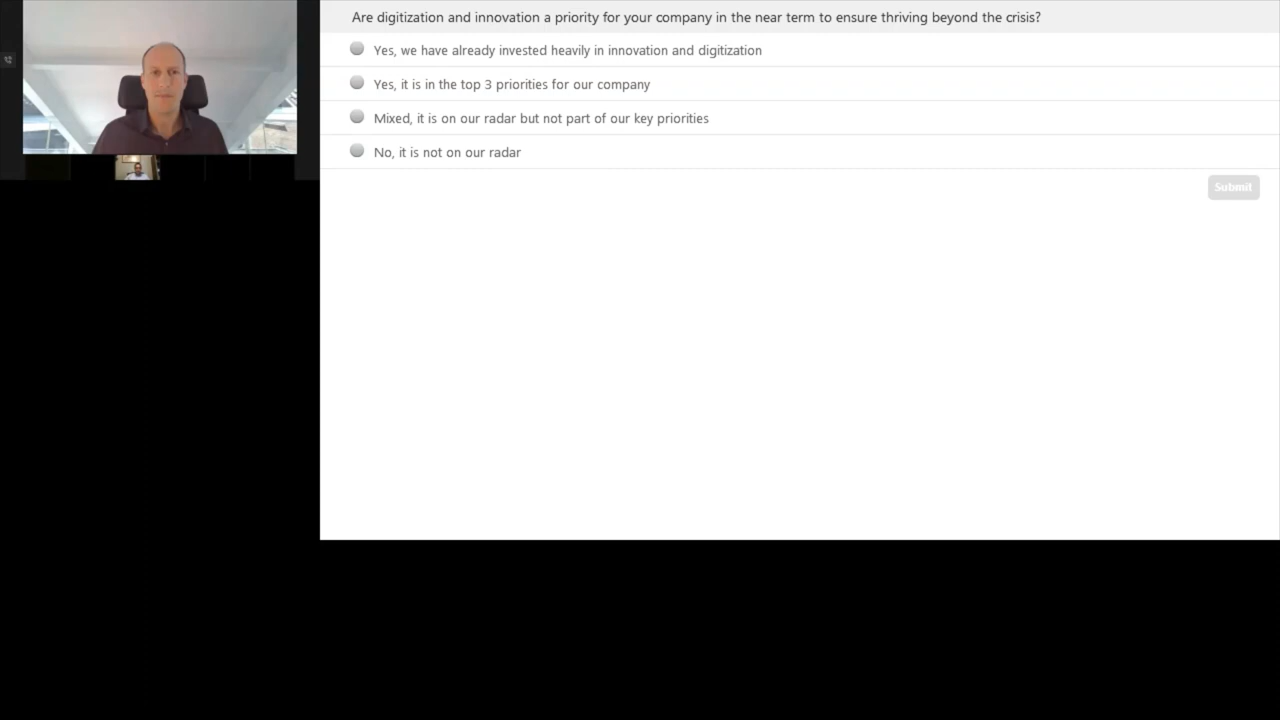 Are digitization and innovation a priority for your company in the near term to ensure thriving beyond the crisis?
Yes, we have already invested heavily in innovation and digitization
Yes, it is in the top 3 priorities for our company
Mixed, it is on our radar but not part of our key priorities
No, it is not on our radar
Submit